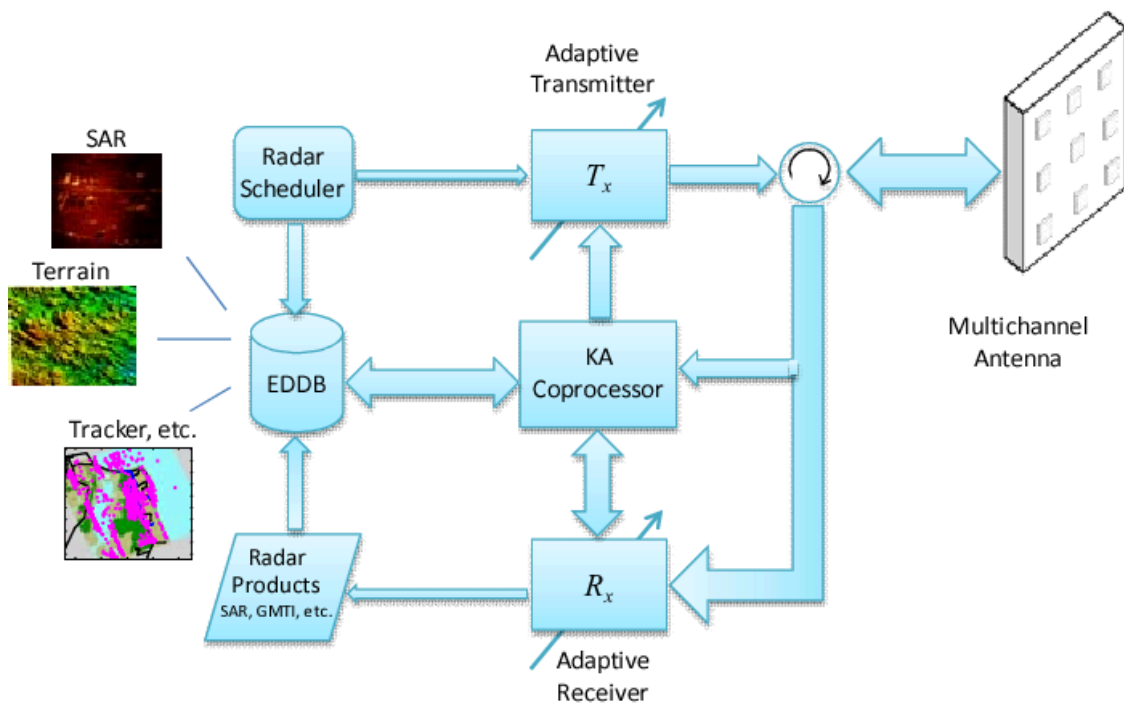 Adaptive
Transmitter
SAR
Radar
Scheduler
Tx
Terrain
EDDB
KA
Coprocessor
Multichannel
Antenna
Tracker, etc.
Radar
Products
SAR, GMTI, etc.
Rx
Adaptive
Receiver